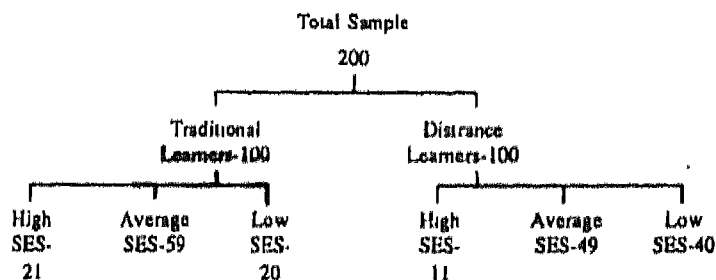 Total Sample
200
Traditional Distrance
Learners-100 Learners-100
High Average Low High Average Low
SES- SES-59 SES- SES- SES-49 SES-40
21 20 11